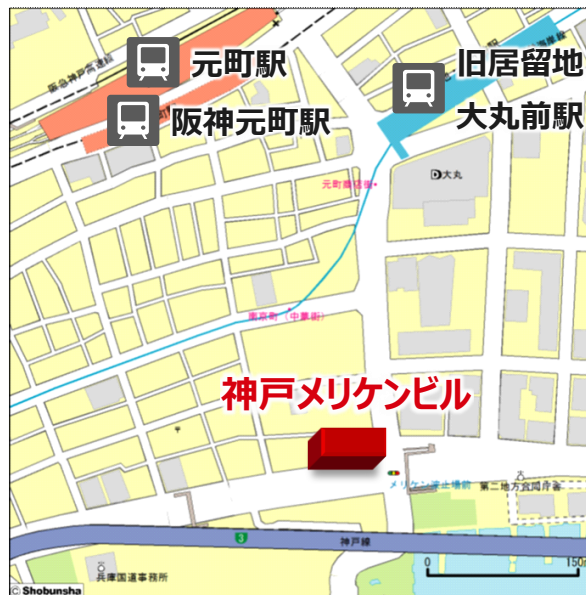 元町駅
阪神元町駅
旧居留地
大丸前駅
大丸
元町商店街
南京町（中華街）
神戸メリケンビル
〒
メリケン波止場前
第二地方合同庁舎
3
神戸線
兵庫国道事務所
0 150m
© Shobunsha